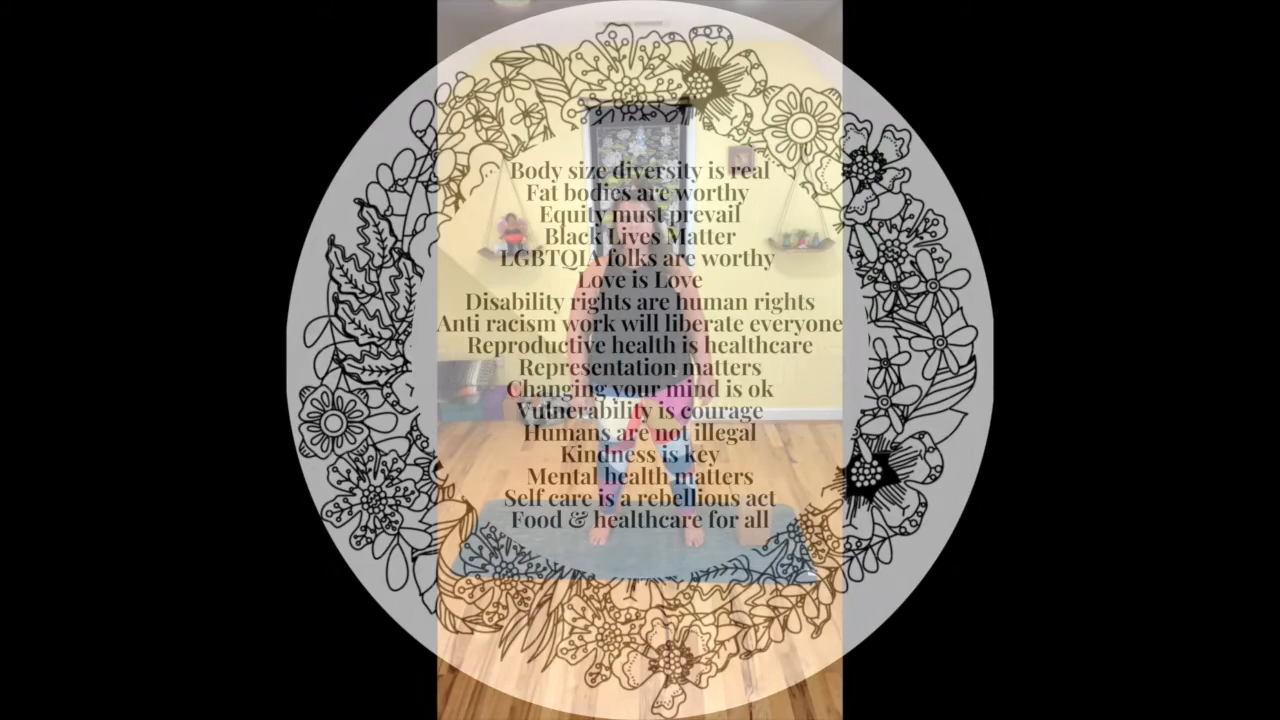 Body size diversity is real
Fat bodies are worthy
Equity must prevail
Black Lives Matter
LGBTQIA folks are worthy
Love is Love
Disability rights are human rights
Anti racism work will liberate everyone
Reproductive health is healthcare
Representation matters
Changing your mind is ok
Vulnerability is courage
Humans are not illegal
Kindness is key
Mental health matters
Self care is a rebellious act
Food & healthcare for all